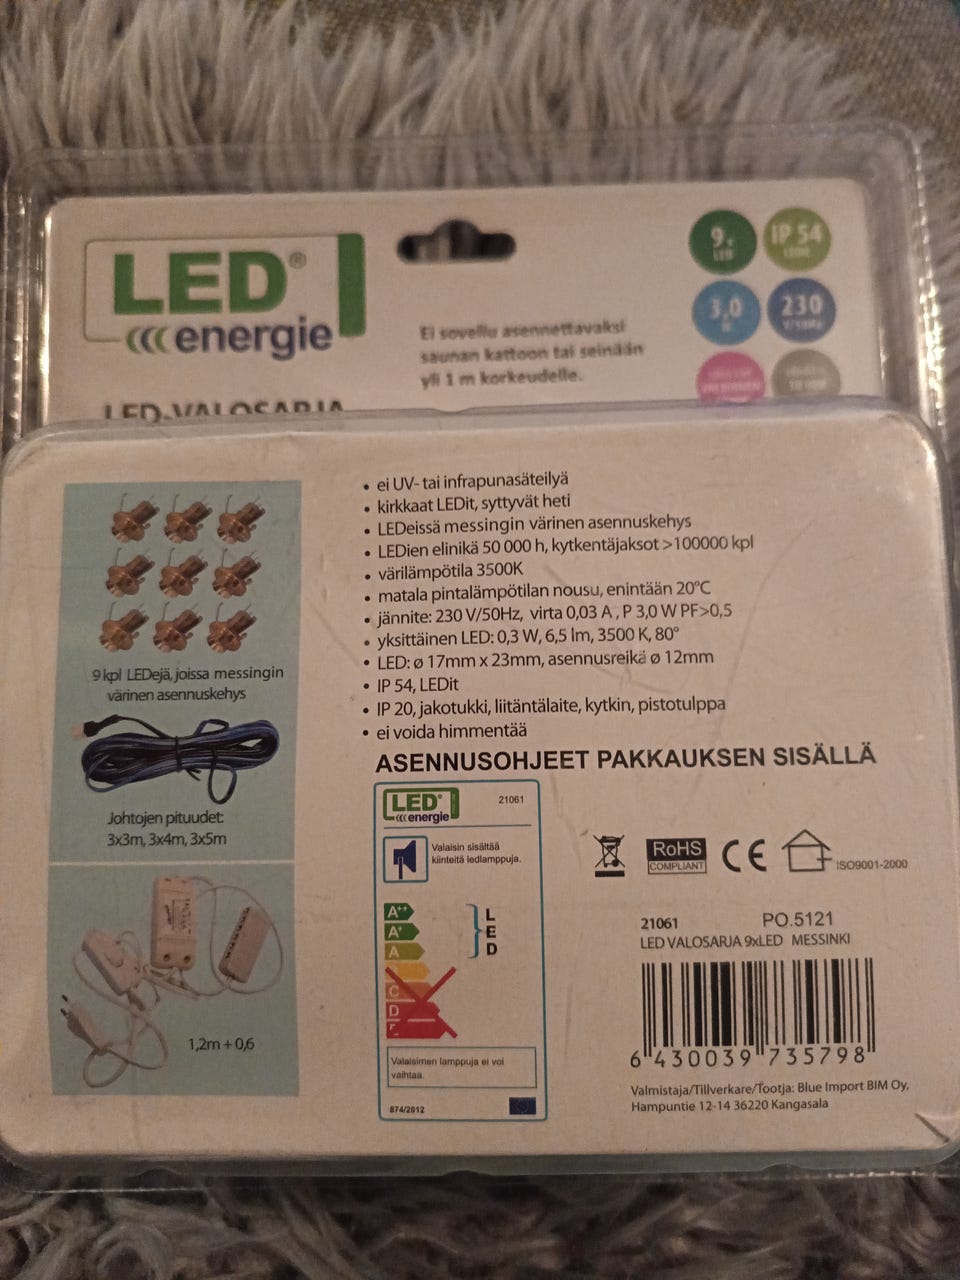 LED®
energie
Ei sovellu asennettavaksi
saunan kattoon tai seinään
yli 1 m korkeudelle.
9x
LED
IP 54
3,0
230
LED-VALOSARJA
• ei UV- tai infrapunasäteilyä
• kirkkaat LEDit, syttyvät heti
• LEDeissä messingin värinen asennuskehys
• LEDien elinikä 50 000 h, kytkentäjaksot >100000 kpl
• värilämpötila 3500K
• matala pintalämpötilan nousu, enintään 20°C
• jännite: 230 V/50Hz, virta 0,03 A , P 3,0 W PF>0,5
• yksittäinen LED: 0,3 W, 6,5 lm, 3500 K, 80°
• LED: ø 17mm x 23mm, asennusreikä ø 12mm
• IP 54, LEDit
• IP 20, jakotukki, liitäntälaite, kytkin, pistotulppa
• ei voida himmentää
ASENNUSOHJEET PAKKAUKSEN SISÄLLÄ
9 kpl LEDejä, joissa messingin
värinen asennuskehys
Johtojen pituudet:
3x3m, 3x4m, 3x5m
1,2m + 0,6
LED®
energie
21061
Valaisin sisältää
kiinteitä ledlamppuja.
A++
A+
A
C
D
L
E
D
Valaisimen lamppuja ei voi
vaihtaa.
874/2012
RoHS
COMPLIANT
CE
ISO9001-2000
21061 PO.5121
LED VALOSARJA 9xLED MESSINKI
6 430039 735798
Valmistaja/Tillverkare/Tootja: Blue Import BIM Oy,
Hampuntie 12-14 36220 Kangasala